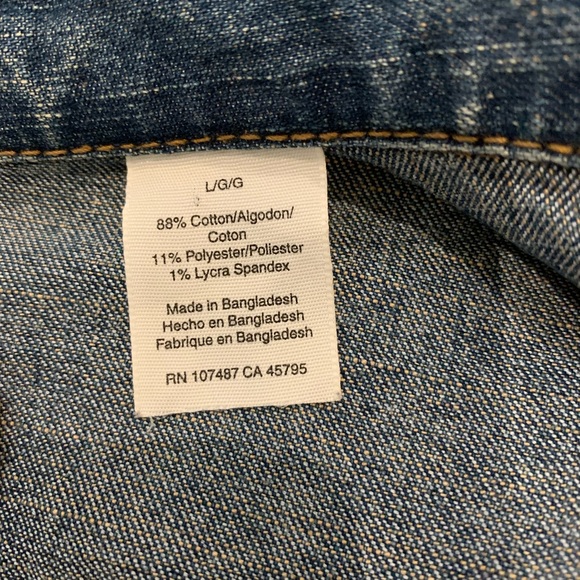 L/G/G
88% Cotton/Algodon/
Coton
11% Polyester/Poliester
1% Lycra Spandex
Made in Bangladesh
Hecho en Bangladesh
Fabrique en Bangladesh
RN 107487 CA 45795